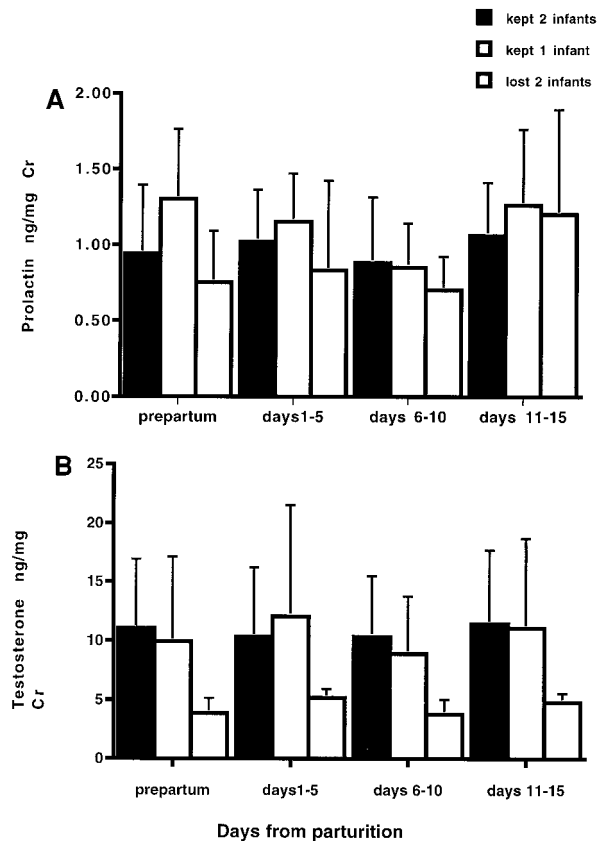 kept 2 infants
kept 1 infant
lost 2 infants
A
2.00
1.50
1.00
0.50
0.00
Prolactin ng/mg Cr
prepartum days1-5 days 6-10 days 11-15
B
25
20
15
10
5
0
Testosterone ng/mg
Cr
prepartum days1-5 days 6-10 days 11-15
Days from parturition